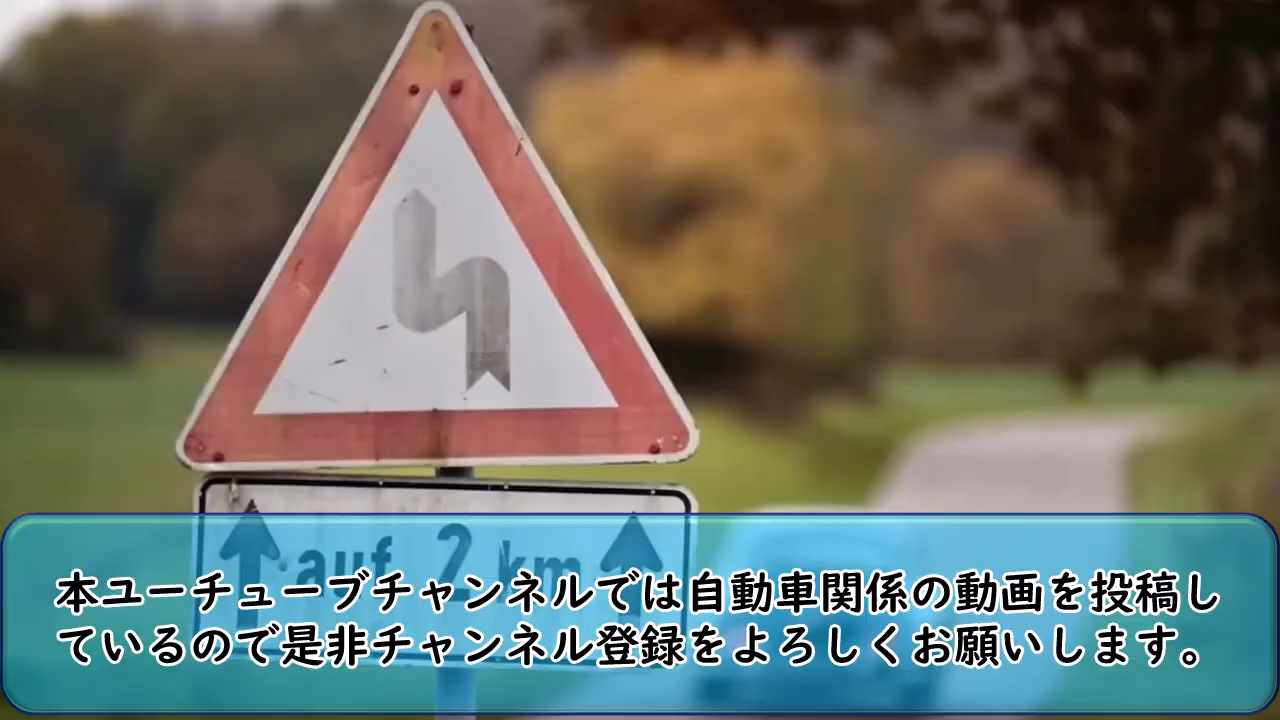 auf 2 km
本ユーチューブチャンネルでは自動車関係の動画を投稿し
ているので是非チャンネル登録をよろしくお願いします。